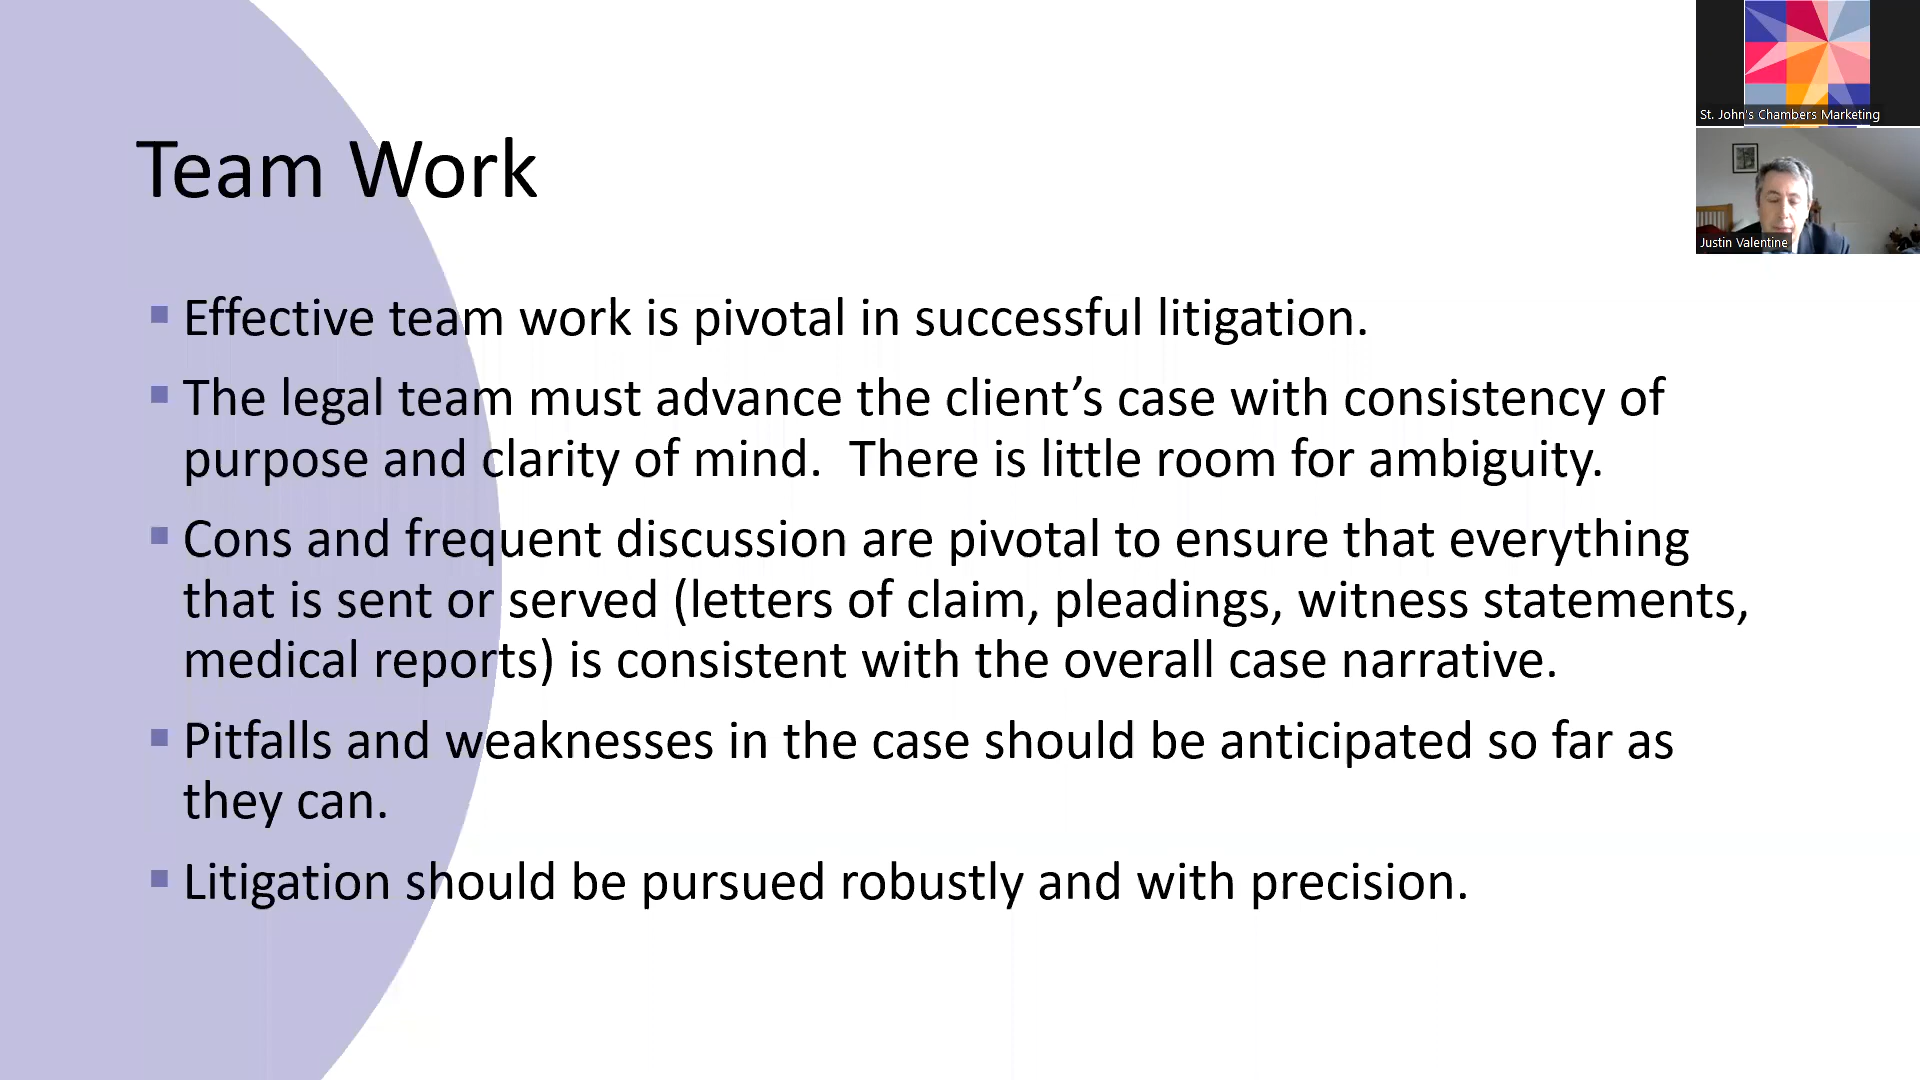 Team Work
▪ Effective team work is pivotal in successful litigation.
▪ The legal team must advance the client’s case with consistency of
purpose and clarity of mind.  There is little room for ambiguity.
▪ Cons and frequent discussion are pivotal to ensure that everything
that is sent or served (letters of claim, pleadings, witness statements,
medical reports) is consistent with the overall case narrative.
▪ Pitfalls and weaknesses in the case should be anticipated so far as
they can.
▪ Litigation should be pursued robustly and with precision.
St. John's Chambers Marketing
Justin Valentine